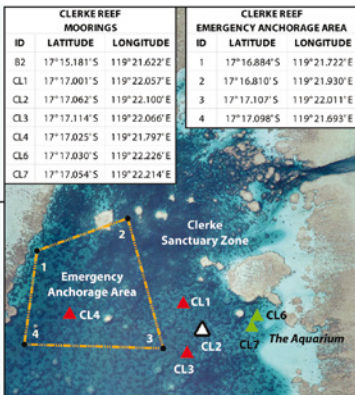 CLERKE REEF
MOORINGS
ID LATITUDE LONGITUDE
B2 17°15.181'S 119°21.622'E
CL1 17°17.001'S 119°22.057'E
CL2 17°17.062'S 119°22.100'E
CL3 17°17.114'S 119°22.066'E
CL4 17°17.025'S 119°21.797'E
CL6 17°17.030'S 119°22.226'E
CL7 17°17.054'S 119°22.214'E
CLERKE REEF
EMERGENCY ANCHORAGE AREA
ID LATITUDE LONGITUDE
1 17°16.884'S 119°21.722'E
2 17°16.810'S 119°21.930'E
3 17°17.107'S 119°22.011'E
4 17°17.098'S 119°21.693'E
Clerke
Sanctuary Zone
2
1
Emergency
Anchorage Area
CL4
CL1
CL6
CL2
CL7
The Aquarium
4
3
CL3